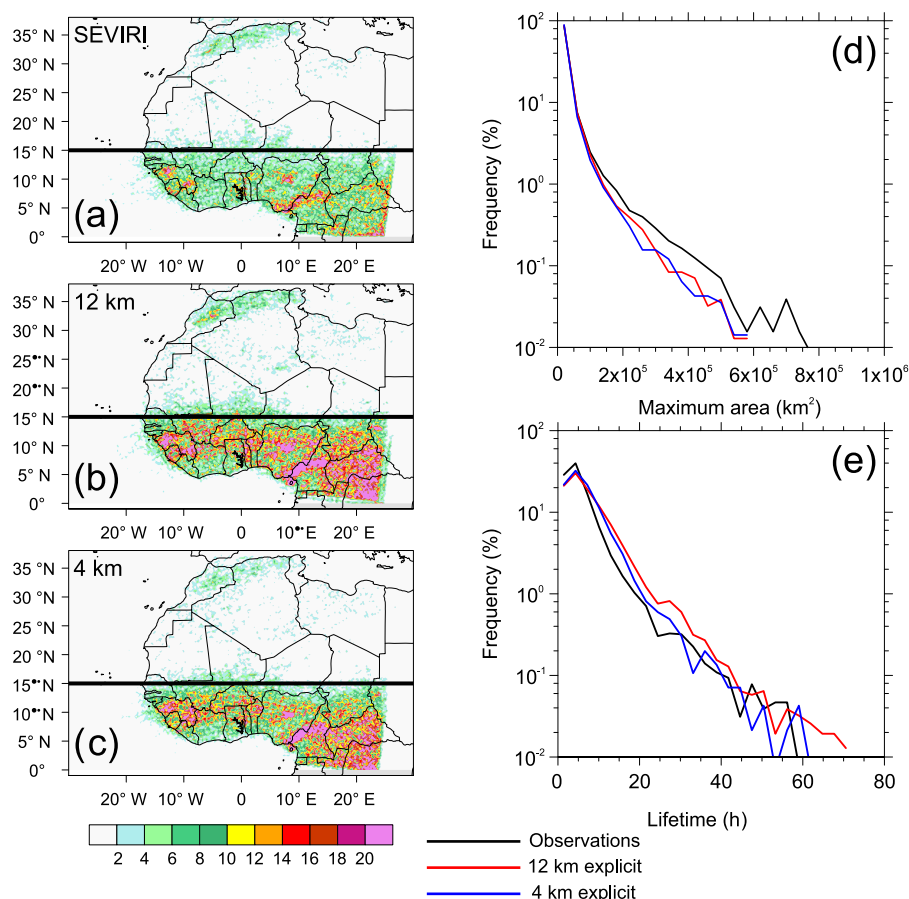 SEVIRI
35° N
30° N
25° N
20° N
15° N
10° N
5° N
0°
(a)
20° W 10° W 0 10° E 20° E
12 km
35° N
30° N
25° N
20° N
15° N
10° N
5° N
0°
(b)
20° W 10° W 0 10° E 20° E
4 km
35° N
30° N
25° N
20° N
15° N
10° N
5° N
0°
(c)
20° W 10° W 0 10° E 20° E
2 4 6 8 10 12 14 16 18 20
(d)
Frequency (%)
10²
10¹
10⁰
10⁻¹
10⁻²
0 2x10⁵ 4x10⁵ 6x10⁵ 8x10⁵ 1x10⁶
Maximum area (km²)
(e)
Frequency (%)
10²
10¹
10⁰
10⁻¹
10⁻²
0 20 40 60 80
Lifetime (h)
Observations
12 km explicit
4 km explicit